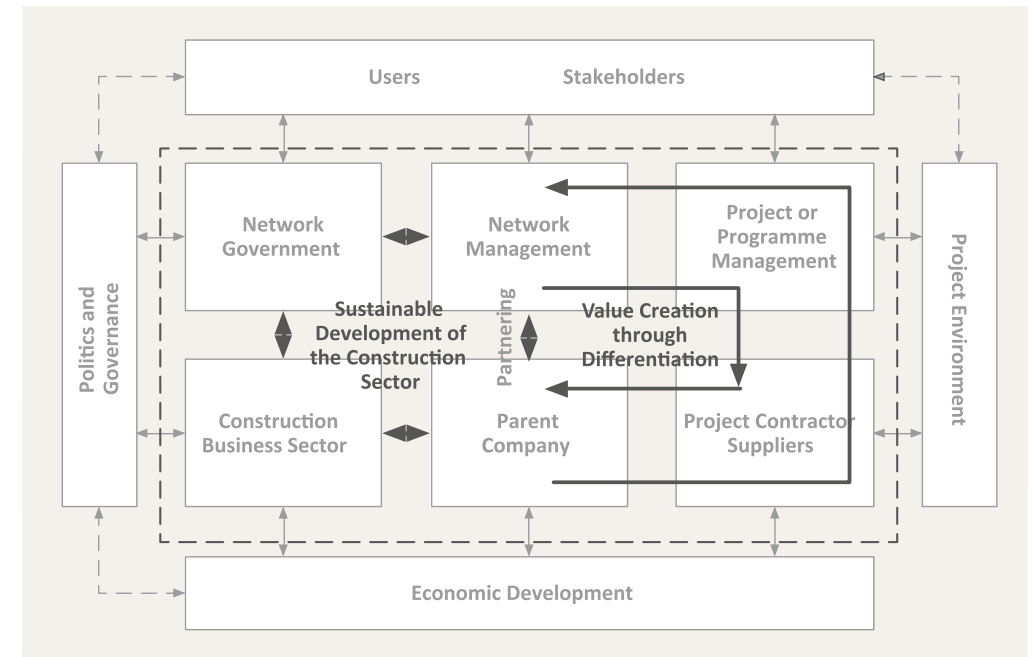 Users
Stakeholders
Network
Government
Network
Management
Project or
Programme
Management
Politics and
Governance
Project Environment
Sustainable
Development of
the Construction
Sector
Partnering
Value Creation
through
Differentiation
Construction
Business Sector
Parent
Company
Project Contractor
Suppliers
Economic Development